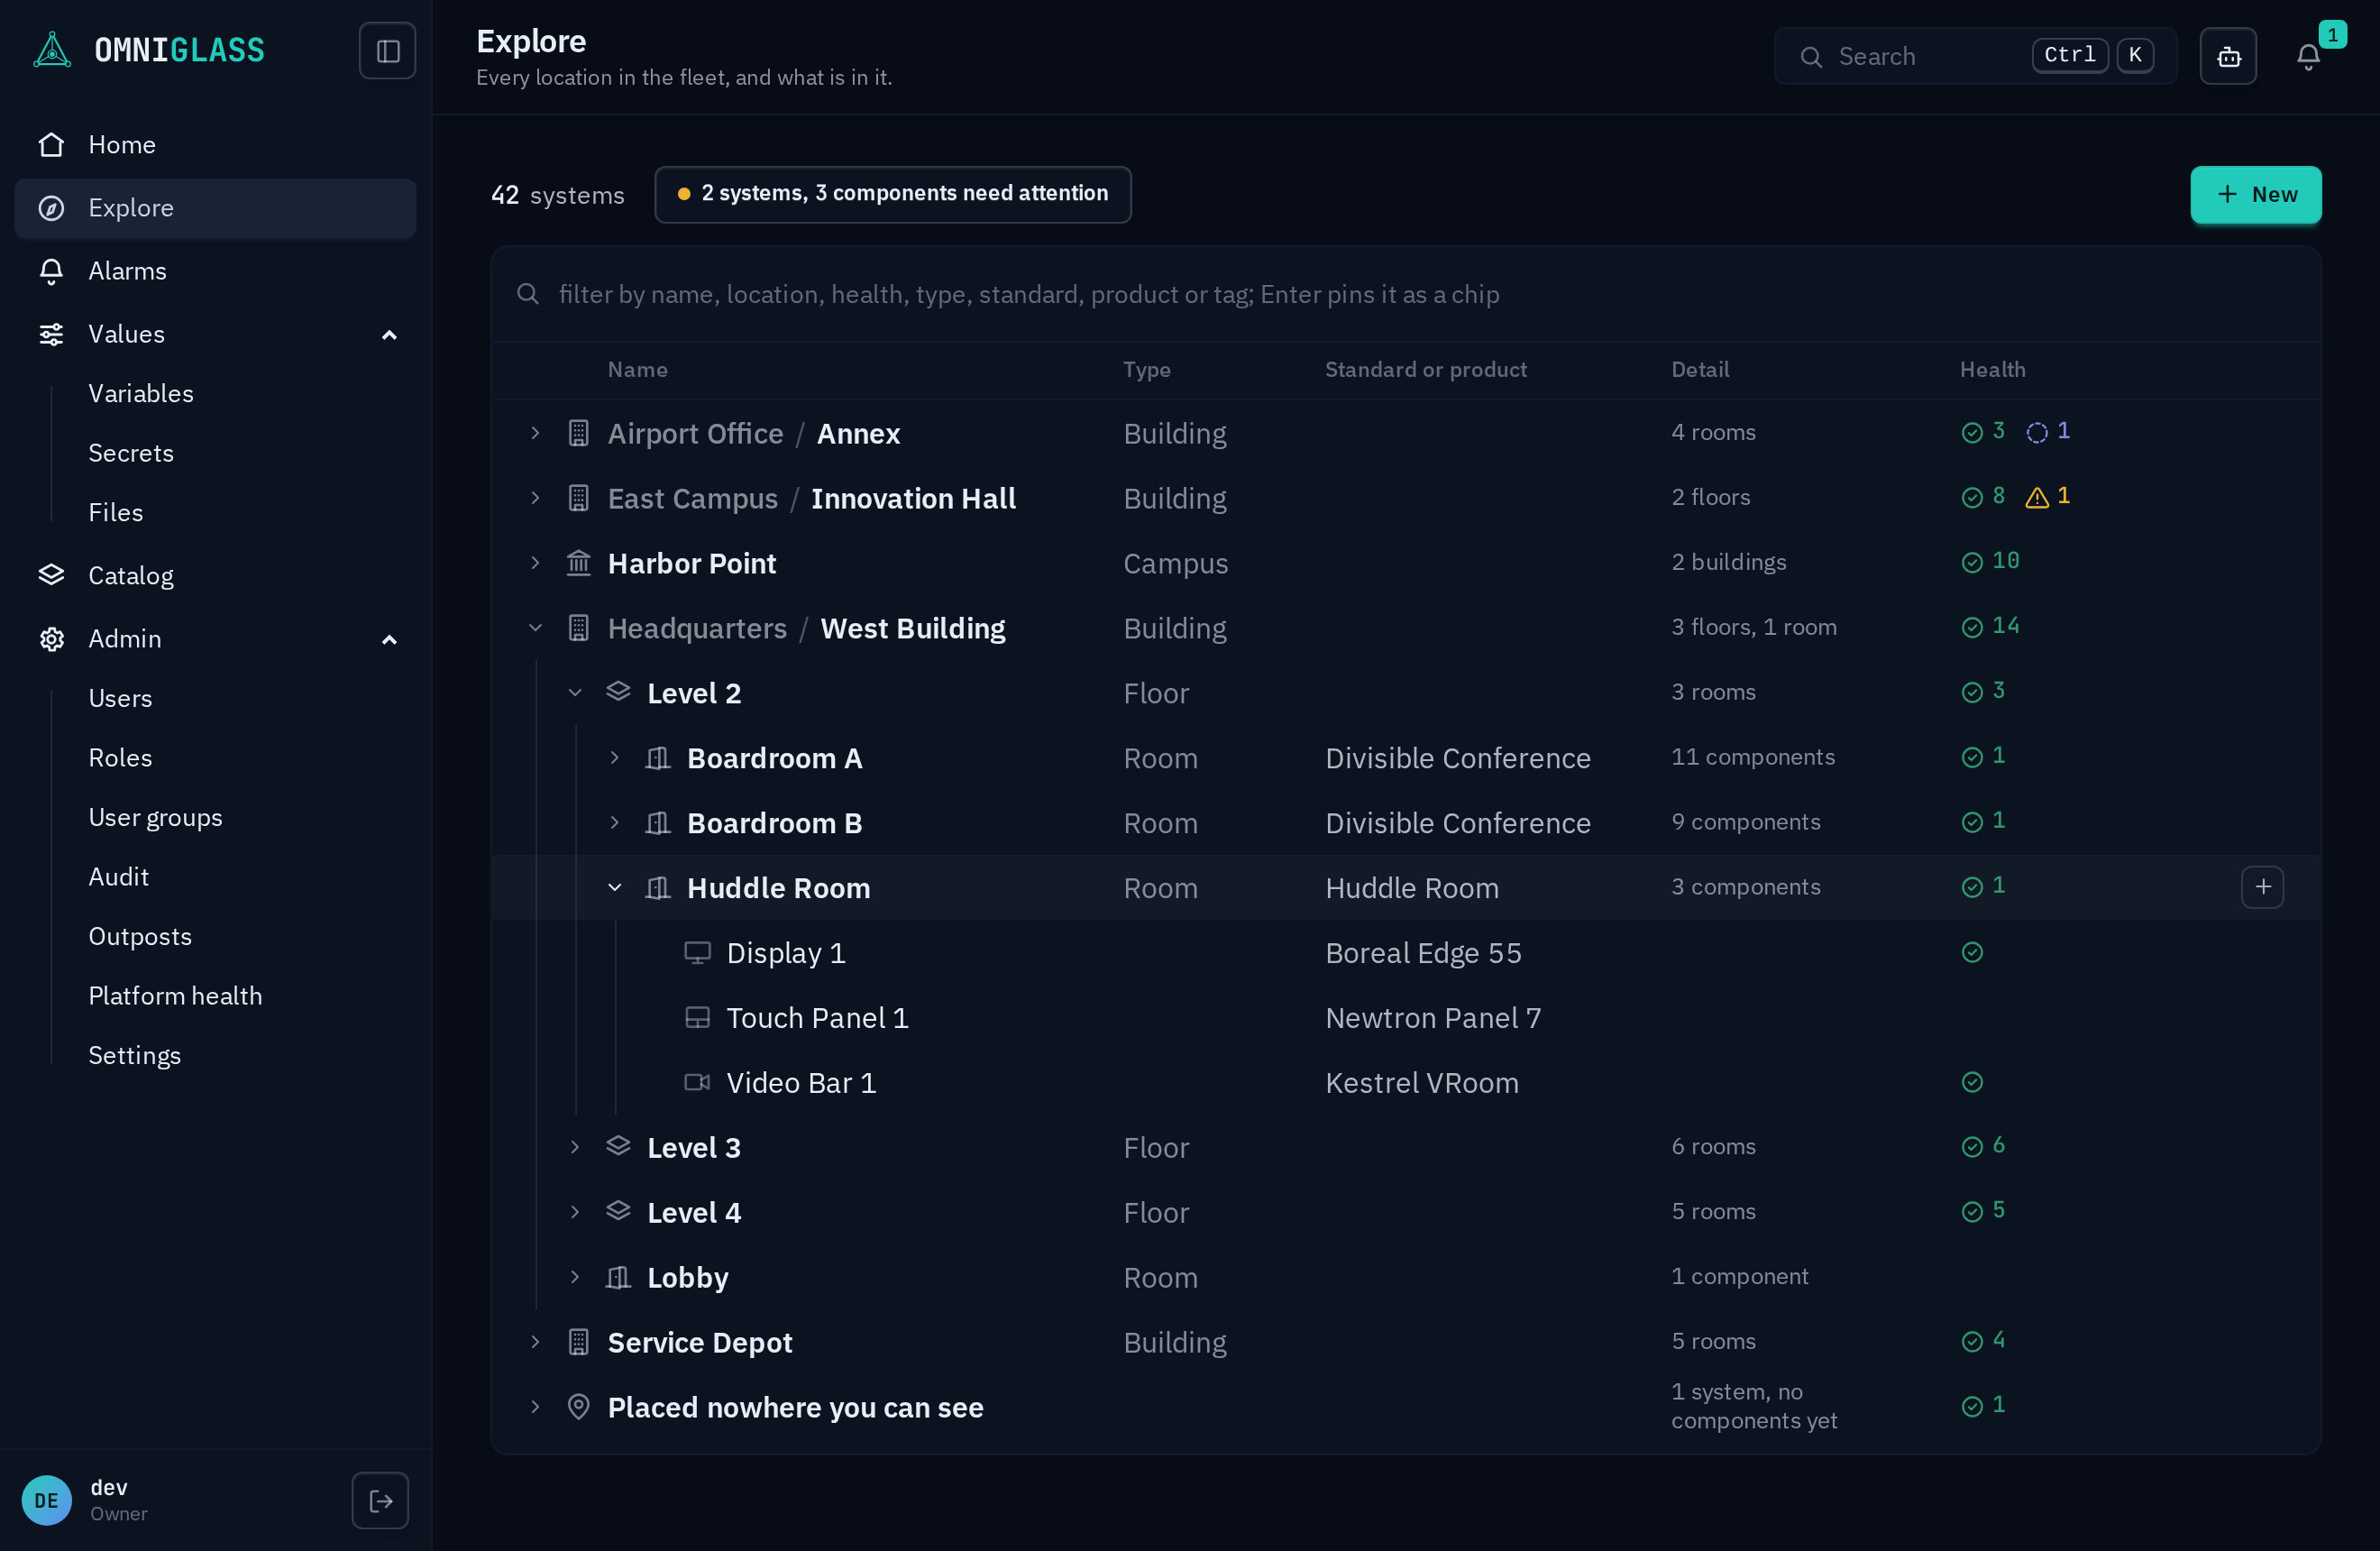 OMNIGLASS
Home
Explore
Alarms
Values
Variables
Secrets
Files
Catalog
Admin
Users
Roles
User groups
Audit
Outposts
Platform health
Settings
DE
dev
Owner
Explore
Every location in the fleet, and what is in it.
Search Ctrl K
1
42 systems
2 systems, 3 components need attention
New
filter by name, location, health, type, standard, product or tag; Enter pins it as a chip
Name Type Standard or product Detail Health
Airport Office / Annex Building 4 rooms 3 1
East Campus / Innovation Hall Building 2 floors 8 1
Harbor Point Campus 2 buildings 10
Headquarters / West Building Building 3 floors, 1 room 14
Level 2 Floor 3 rooms 3
Boardroom A Room Divisible Conference 11 components 1
Boardroom B Room Divisible Conference 9 components 1
Huddle Room Room Huddle Room 3 components 1
Display 1 Boreal Edge 55
Touch Panel 1 Newtron Panel 7
Video Bar 1 Kestrel VRoom
Level 3 Floor 6 rooms 6
Level 4 Floor 5 rooms 5
Lobby Room 1 component
Service Depot Building 5 rooms 4
Placed nowhere you can see 1 system, no components yet 1